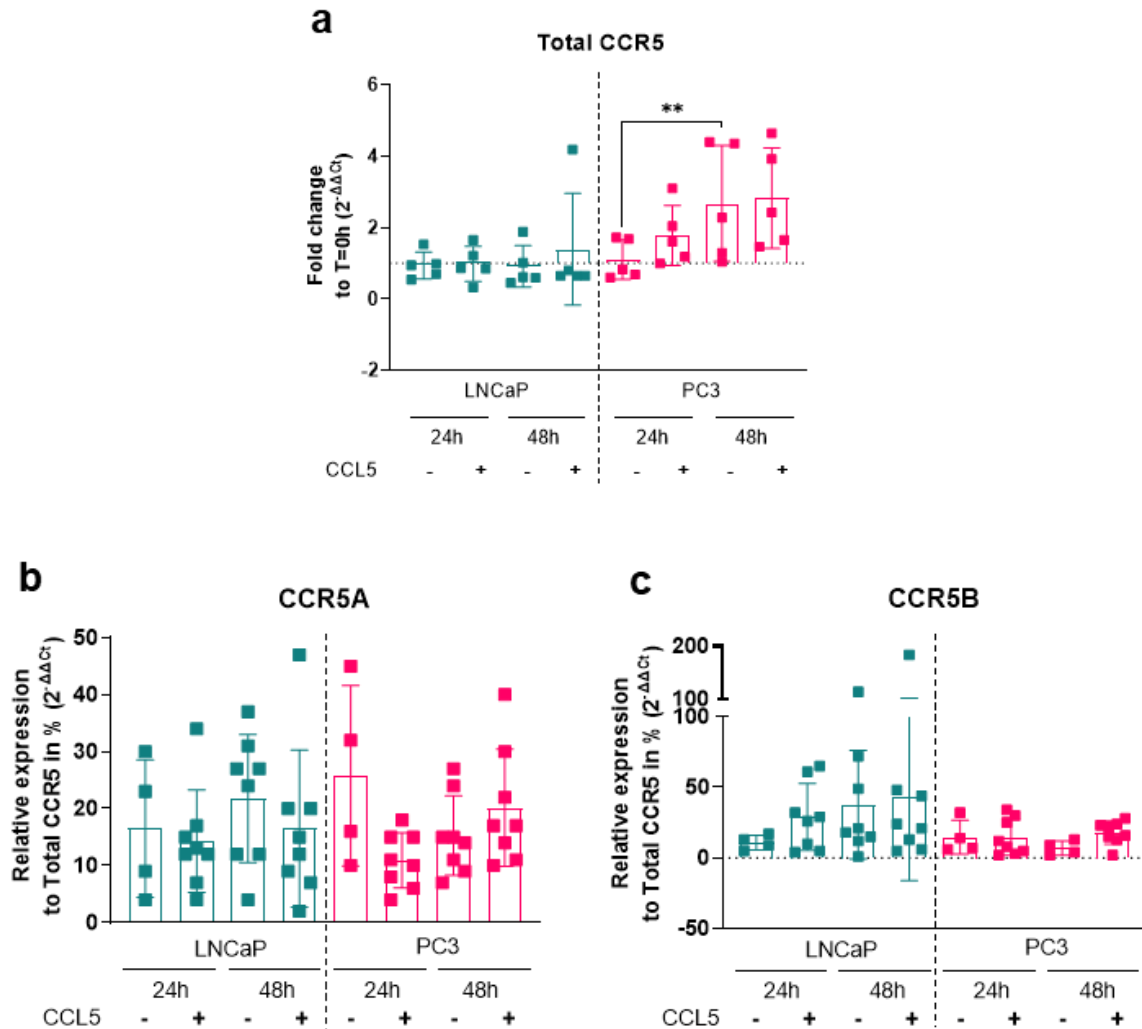 a
Total CCR5
Fold change
to T=0h (2^-ΔΔCt)
6
4
2
0
-2
**
LNCaP PC3
24h 48h 24h 48h
CCL5 - + - + - + - +
b
CCR5A
Relative expression
to Total CCR5 in % (2^-ΔΔCt)
50
40
30
20
10
0
LNCaP PC3
24h 48h 24h 48h
CCL5 - + - + - + - +
c
CCR5B
Relative expression
to Total CCR5 in % (2^-ΔΔCt)
200
100
100
50
0
-50
LNCaP PC3
24h 48h 24h 48h
CCL5 - + - + - + - +